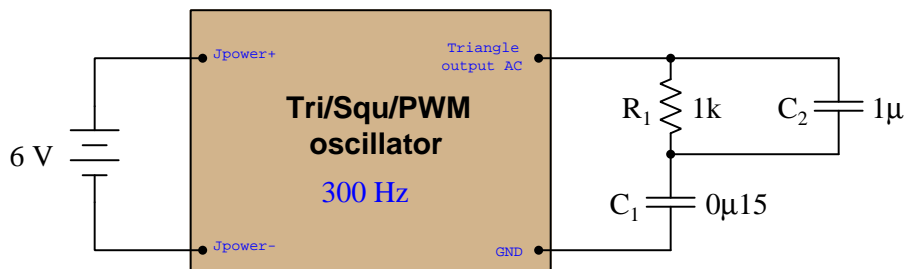 Jpower+
Triangle
output AC
Tri/Squ/PWM
oscillator
300 Hz
6 V
R1
1k
C2
1µ
C1
0µ15
Jpower-
GND